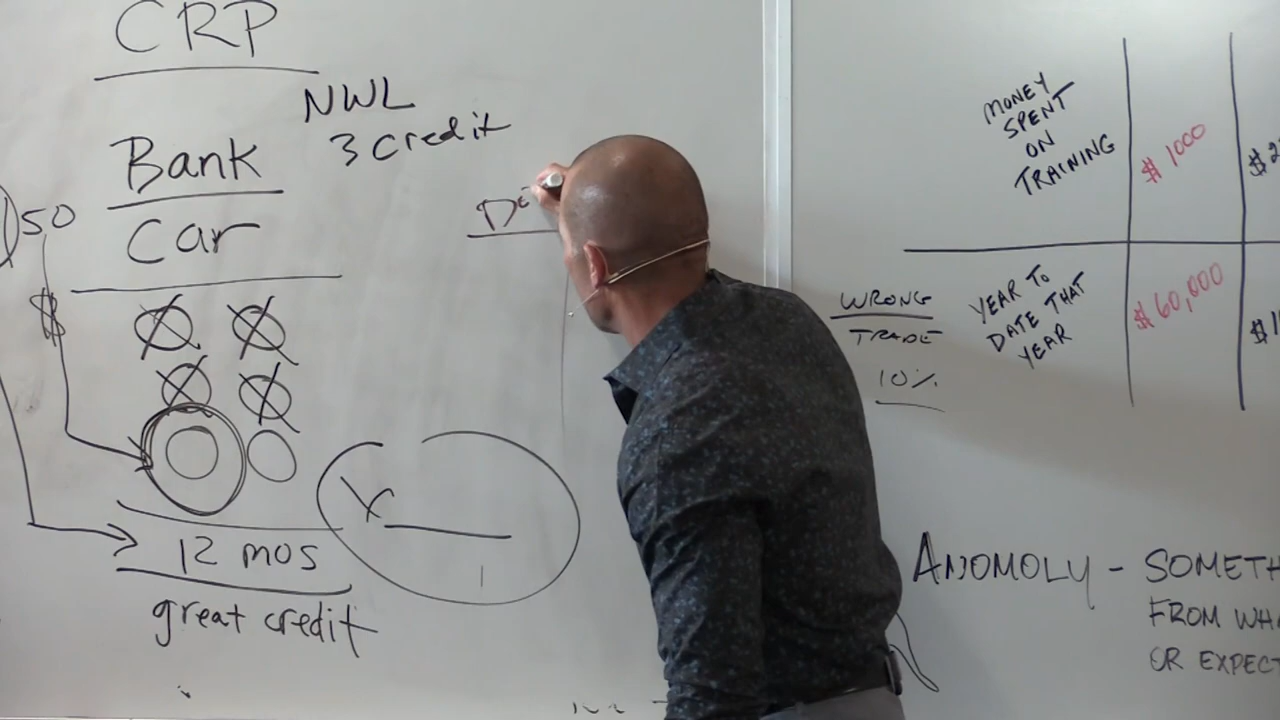 CRP
NWL
3 Credit
Bank
Car
50
$
12 mos
great credit
X
MONEY
SPENT
ON
TRAINING
$ 1000
WRONG
TRADE
10%
YEAR TO
DATE THAT
YEAR
$ 60,000
ANOMOLY - SOMETH
FROM WHA
OR EXPECT